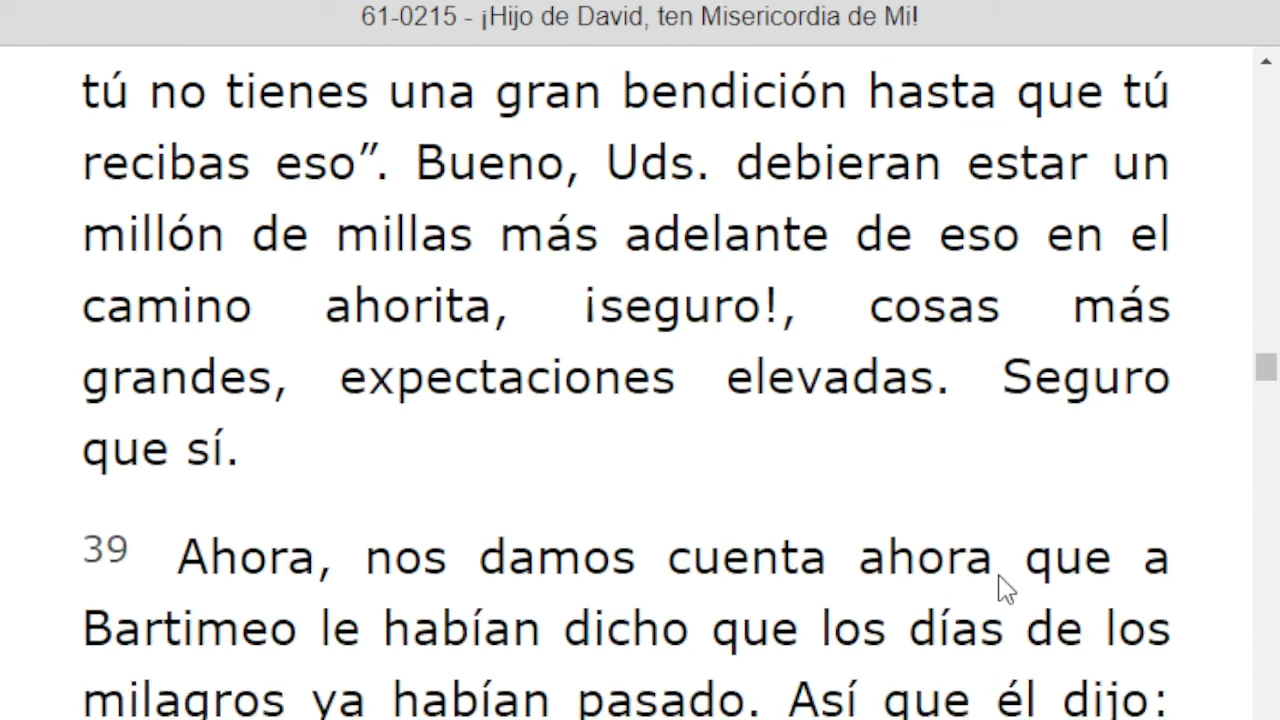 61-0215 - ¡Hijo de David, ten Misericordia de Mi!
tú no tienes una gran bendición hasta que tú
recibas eso”. Bueno, Uds. debieran estar un
millón de millas más adelante de eso en el
camino ahorita, ¡seguro!, cosas más
grandes, expectaciones elevadas. Seguro
que sí.
39 Ahora, nos damos cuenta ahora que a
Bartimeo le habían dicho que los días de los
milagros ya habían pasado. Así que él dijo: